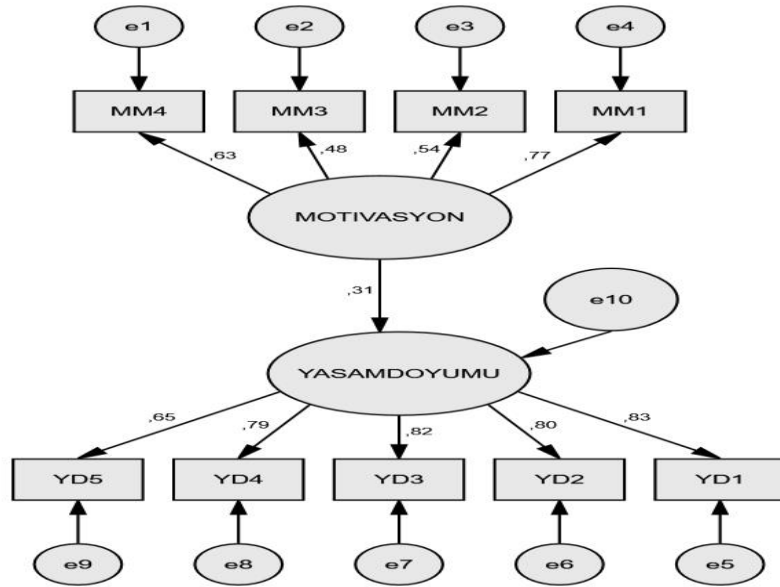 e1 e2 e3 e4
MM4 MM3 MM2 MM1
,63 ,48 ,54 ,77
MOTIVASYON
,31
e10
YASAMDOYUMU
,65 ,79 ,82 ,80 ,83
YD5 YD4 YD3 YD2 YD1
e9 e8 e7 e6 e5